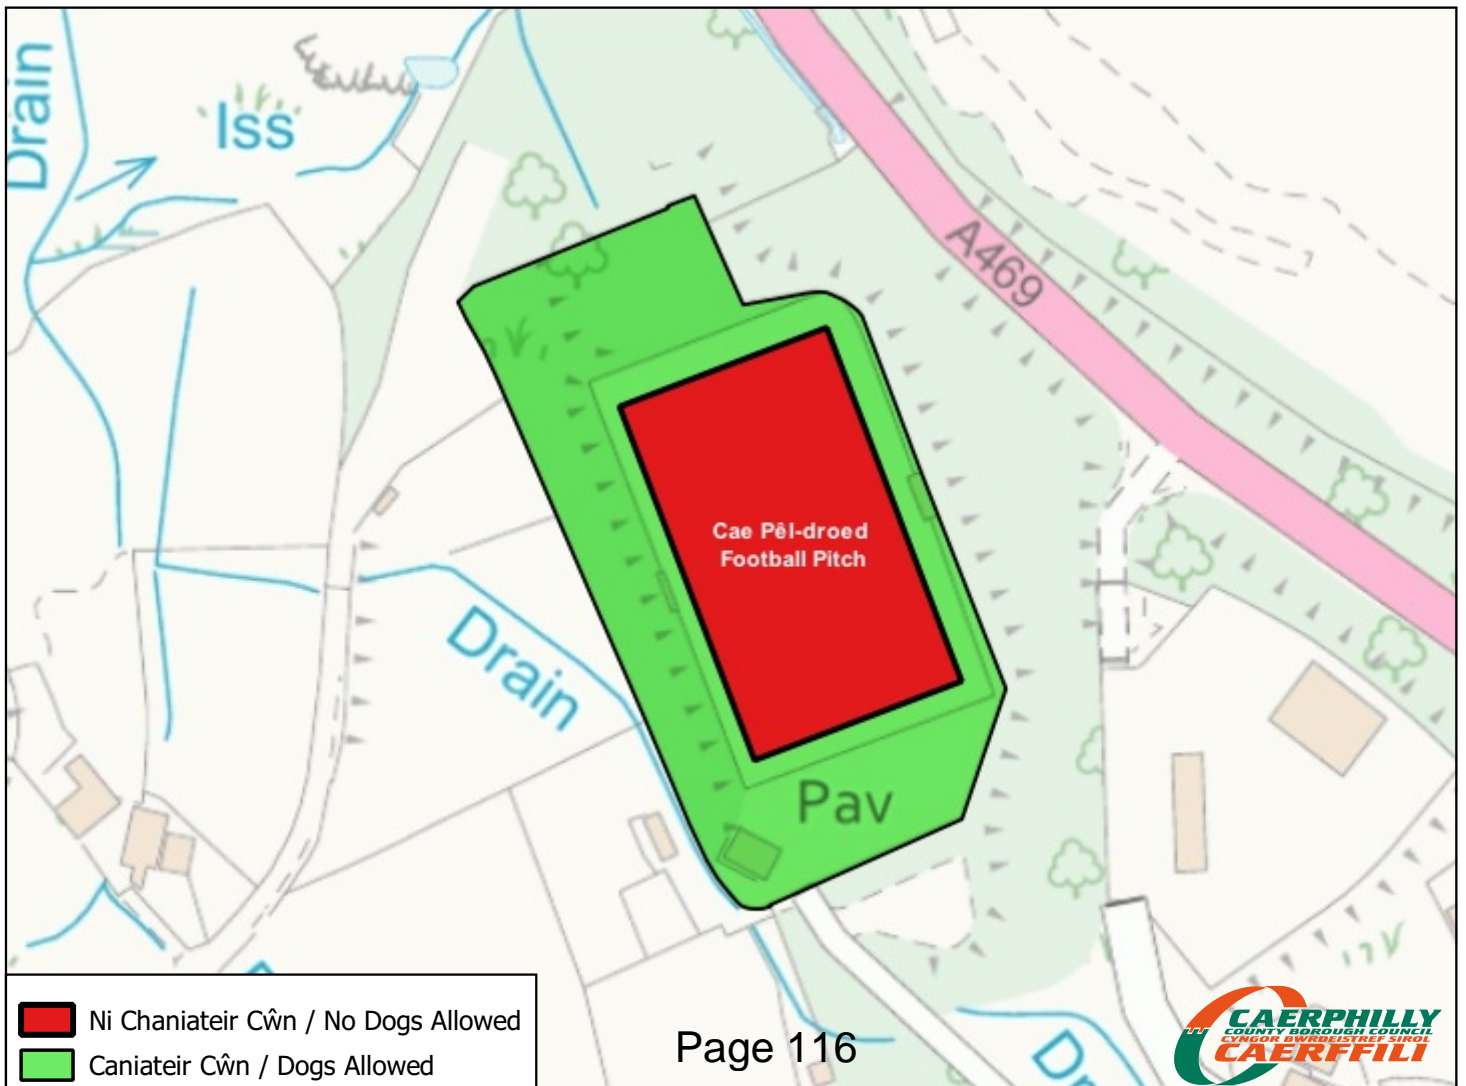 Drain
Iss
A469
Cae Pêl-droed
Football Pitch
Drain
Pav
Ni Chaniateir Cŵn / No Dogs Allowed
Caniateir Cŵn / Dogs Allowed
Page 116
CAERPHILLY
COUNTY BOROUGH COUNCIL
CYNGOR BWRDEISTREF SIROL
CAERFFILI